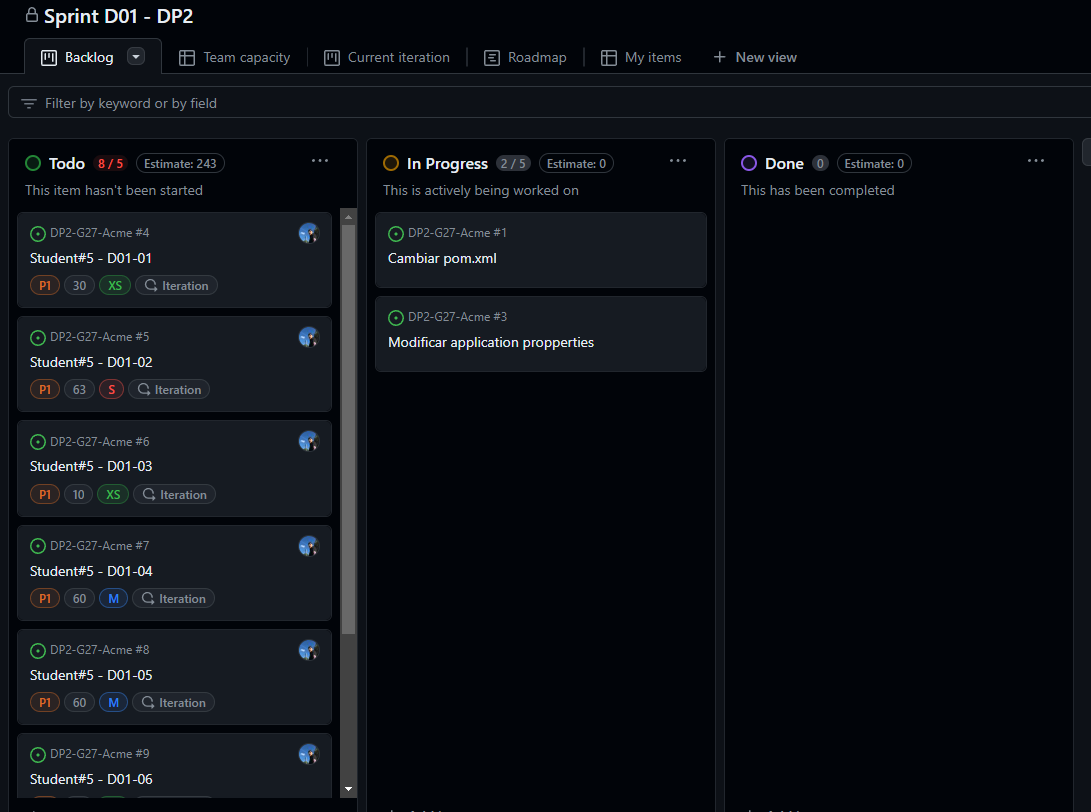 Sprint D01 - DP2
Backlog
Team capacity
Current iteration
Roadmap
My items
New view
Filter by keyword or by field
Todo 8 / 5 Estimate: 243
This item hasn't been started
DP2-G27-Acme #4
Student#5 - D01-01
P1 30 XS Iteration
DP2-G27-Acme #5
Student#5 - D01-02
P1 63 S Iteration
DP2-G27-Acme #6
Student#5 - D01-03
P1 10 XS Iteration
DP2-G27-Acme #7
Student#5 - D01-04
P1 60 M Iteration
DP2-G27-Acme #8
Student#5 - D01-05
P1 60 M Iteration
DP2-G27-Acme #9
Student#5 - D01-06
In Progress 2 / 5 Estimate: 0
This is actively being worked on
DP2-G27-Acme #1
Cambiar pom.xml
DP2-G27-Acme #3
Modificar application propperties
Done 0 Estimate: 0
This has been completed